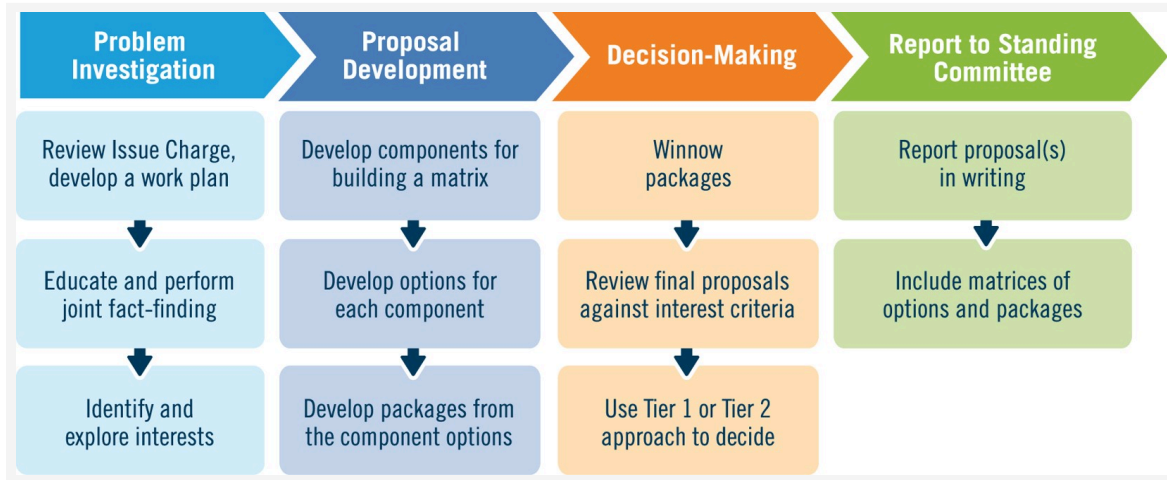 Problem
Investigation
Proposal
Development
Decision-Making
Report to Standing
Committee
Review Issue Charge,
develop a work plan
Educate and perform
joint fact-finding
Identify and
explore interests
Develop components for
building a matrix
Develop options for
each component
Develop packages from
the component options
Winnow
packages
Review final proposals
against interest criteria
Use Tier 1 or Tier 2
approach to decide
Report proposal(s)
in writing
Include matrices of
options and packages